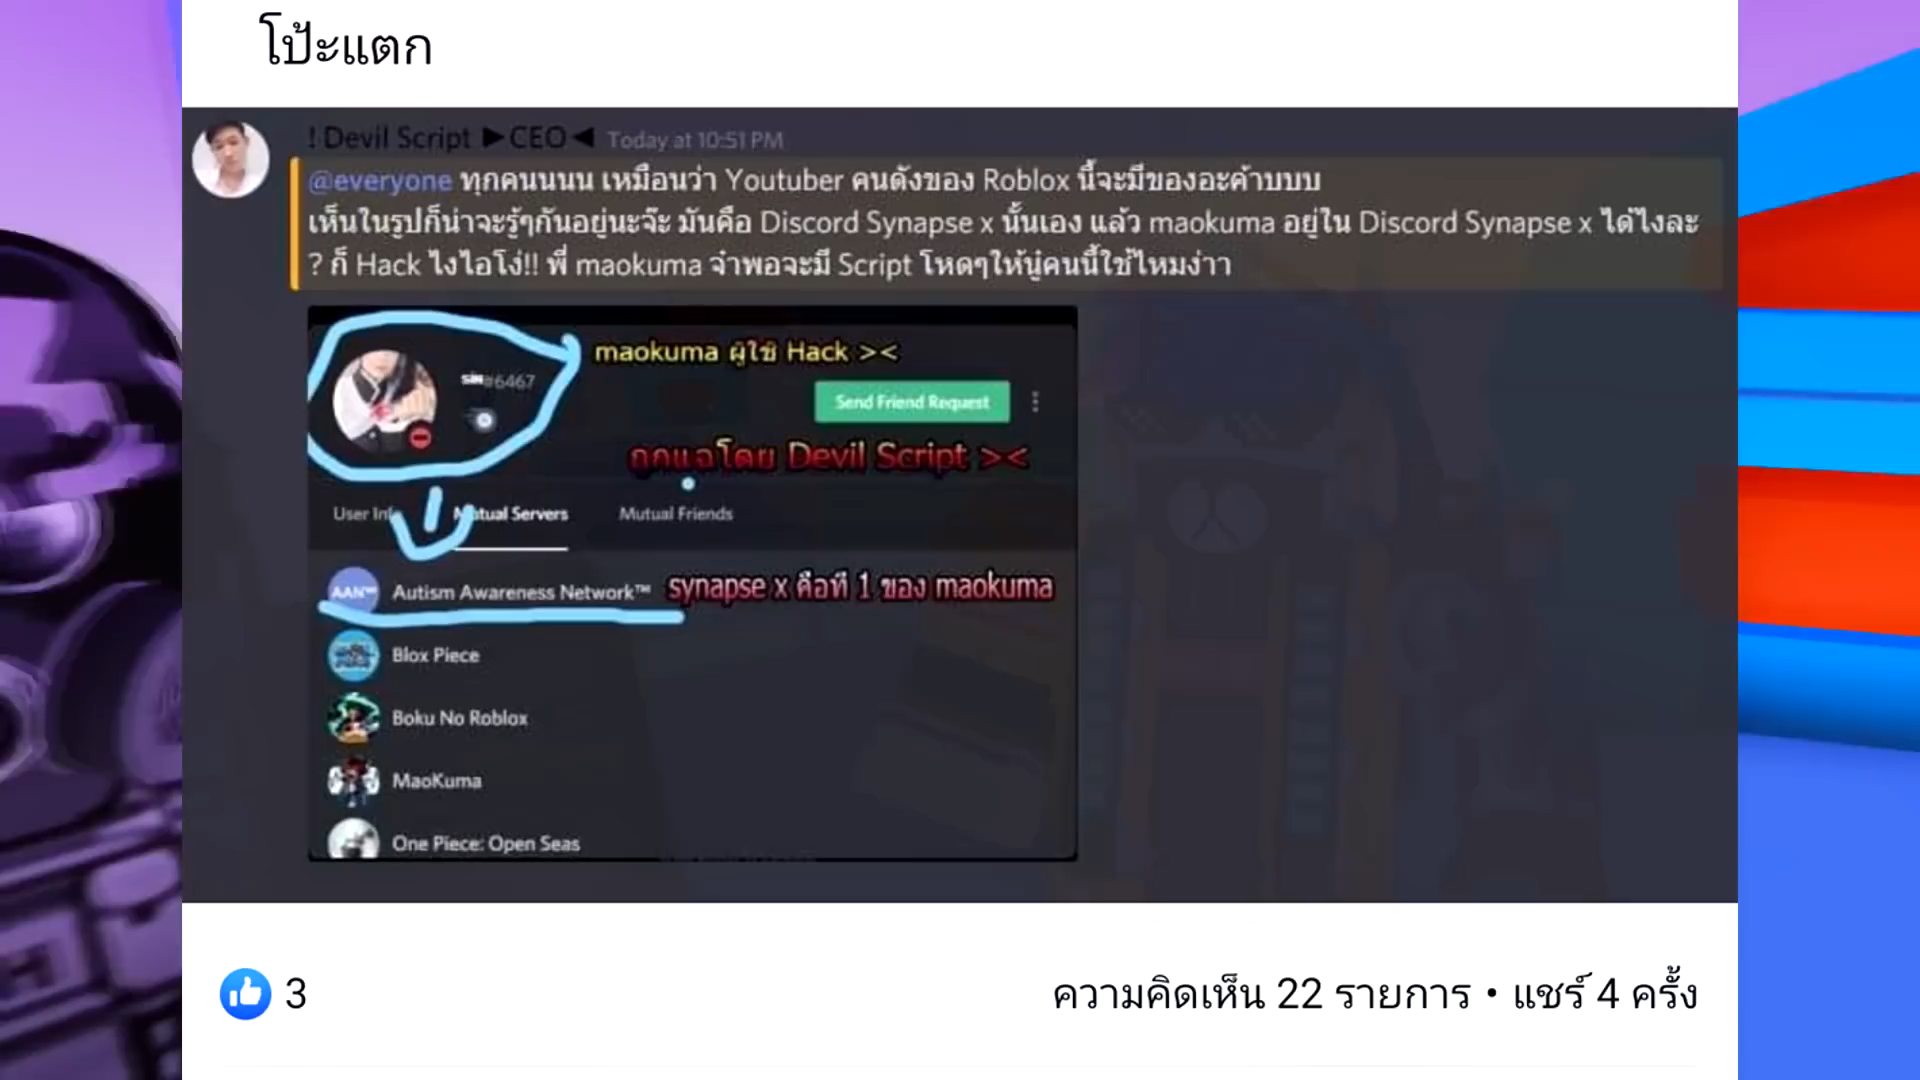 โป้ะแตก
! Devil Script ►CEO◄ Today at 10:51 PM
@everyone ทุกคนนนน เหมือนว่า Youtuber คนดังของ Roblox นี้จะมีของอะค้าบบบ
เห็นในรูปก็น่าจะรู้ๆกันอยู่นะจ๊ะ มันคือ Discord Synapse x นั้นเอง แล้ว maokuma อยู่ใน Discord Synapse x ได้ไงละ
? ก็ Hack ไงไอโง่!! พี่ maokuma จ๋าพอจะมี Script โหดๆให้นู๋คนนี้ใช้ไหมง่าา
maokuma ผู้ใช้ Hack ><
sin#6467
Send Friend Request
ถูกแฉโดย Devil Script ><
User Info Mutual Servers Mutual Friends
AAN™ Autism Awareness Network™ synapse x คือที่ 1 ของ maokuma
Blox Piece
Boku No Roblox
MaoKuma
One Piece: Open Seas
3 ความคิดเห็น 22 รายการ • แชร์ 4 ครั้ง